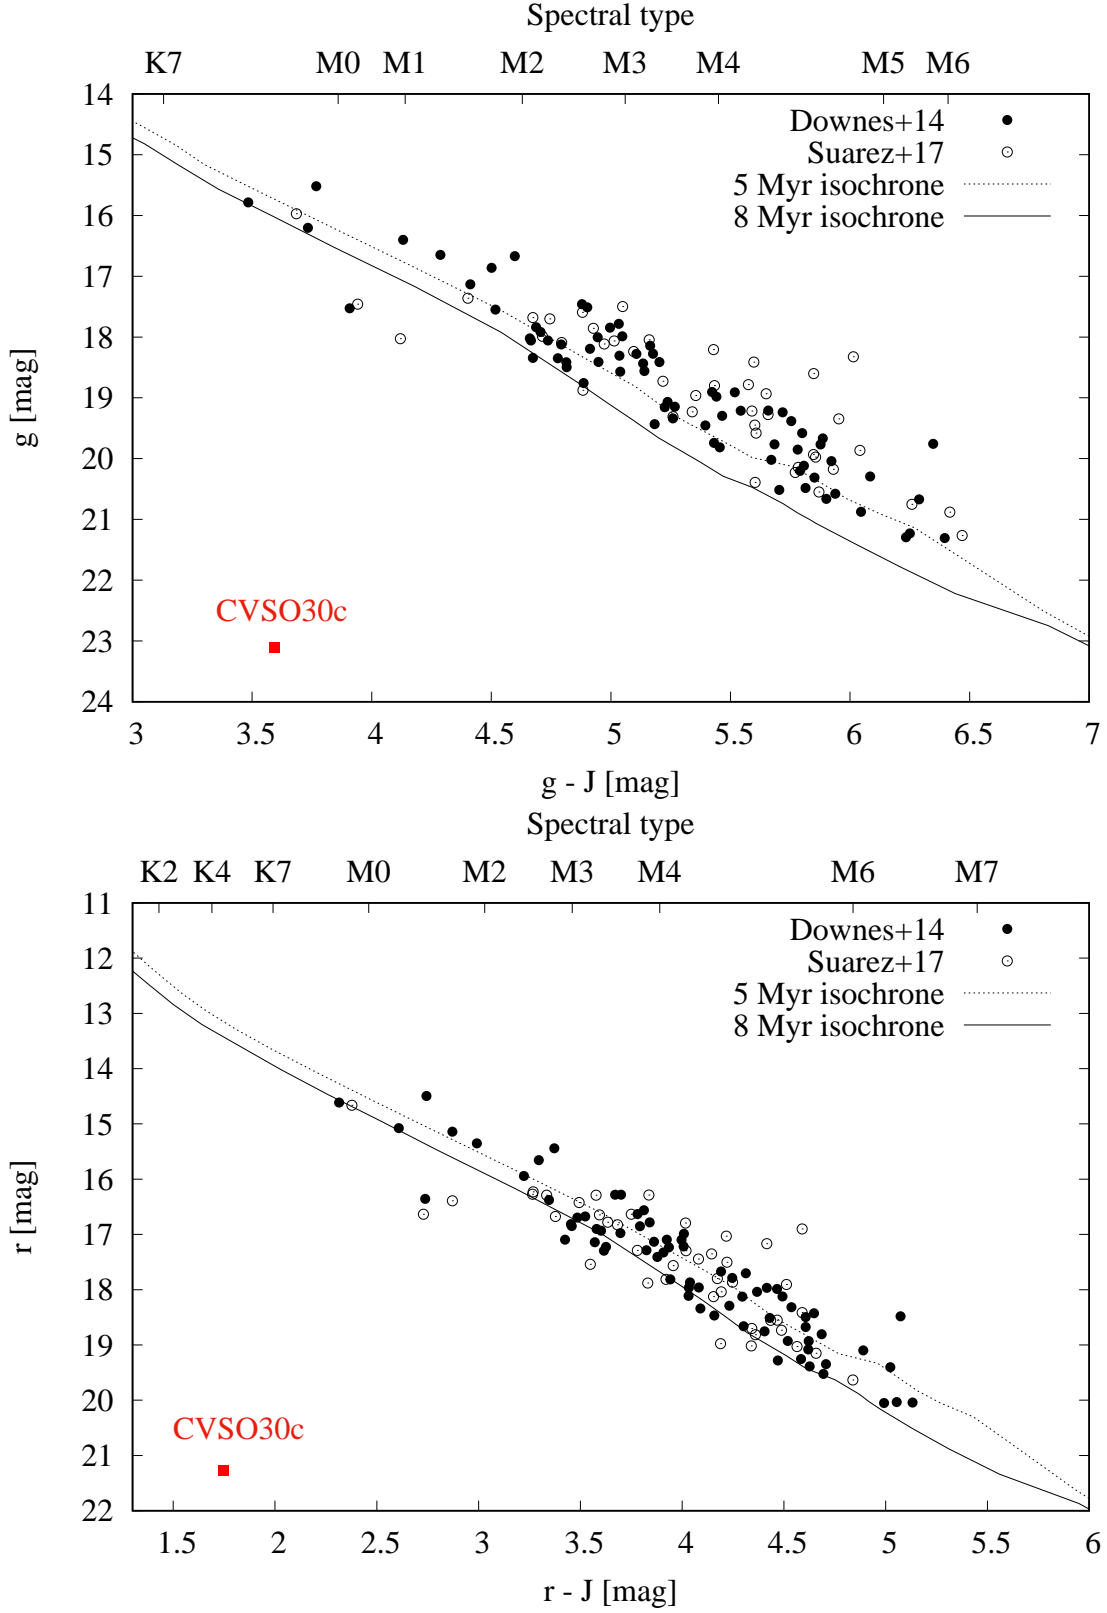 Spectral type
K7 M0 M1 M2 M3 M4 M5 M6
14
15
16
17
18
19
20
21
22
23
24
g [mag]
Downes+14
Suarez+17
5 Myr isochrone
8 Myr isochrone
CVSO30c
3 3.5 4 4.5 5 5.5 6 6.5 7
g - J [mag]
Spectral type
K2 K4 K7 M0 M2 M3 M4 M6 M7
11
12
13
14
15
16
17
18
19
20
21
22
r [mag]
Downes+14
Suarez+17
5 Myr isochrone
8 Myr isochrone
CVSO30c
1.5 2 2.5 3 3.5 4 4.5 5 5.5 6
r - J [mag]